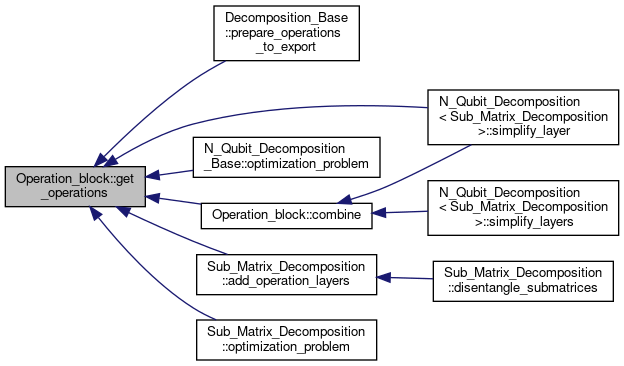 Decomposition_Base
::prepare_operations
_to_export
N_Qubit_Decomposition
< Sub_Matrix_Decomposition
>::simplify_layer
N_Qubit_Decomposition
_Base::optimization_problem
Operation_block::get
_operations
Operation_block::combine
N_Qubit_Decomposition
< Sub_Matrix_Decomposition
>::simplify_layers
Sub_Matrix_Decomposition
::add_operation_layers
Sub_Matrix_Decomposition
::disentangle_submatrices
Sub_Matrix_Decomposition
::optimization_problem